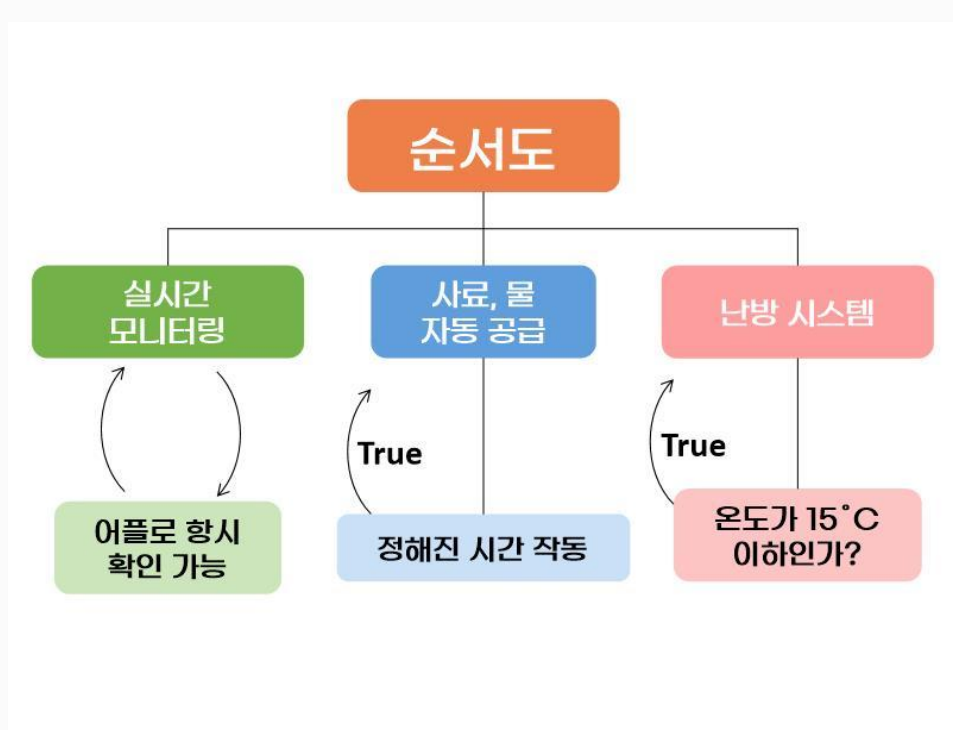 순서도
실시간
모니터링
사료, 물
자동 공급
난방 시스템
True
True
어플로 항시
확인 가능
정해진 시간 작동
온도가 15˚C
이하인가?